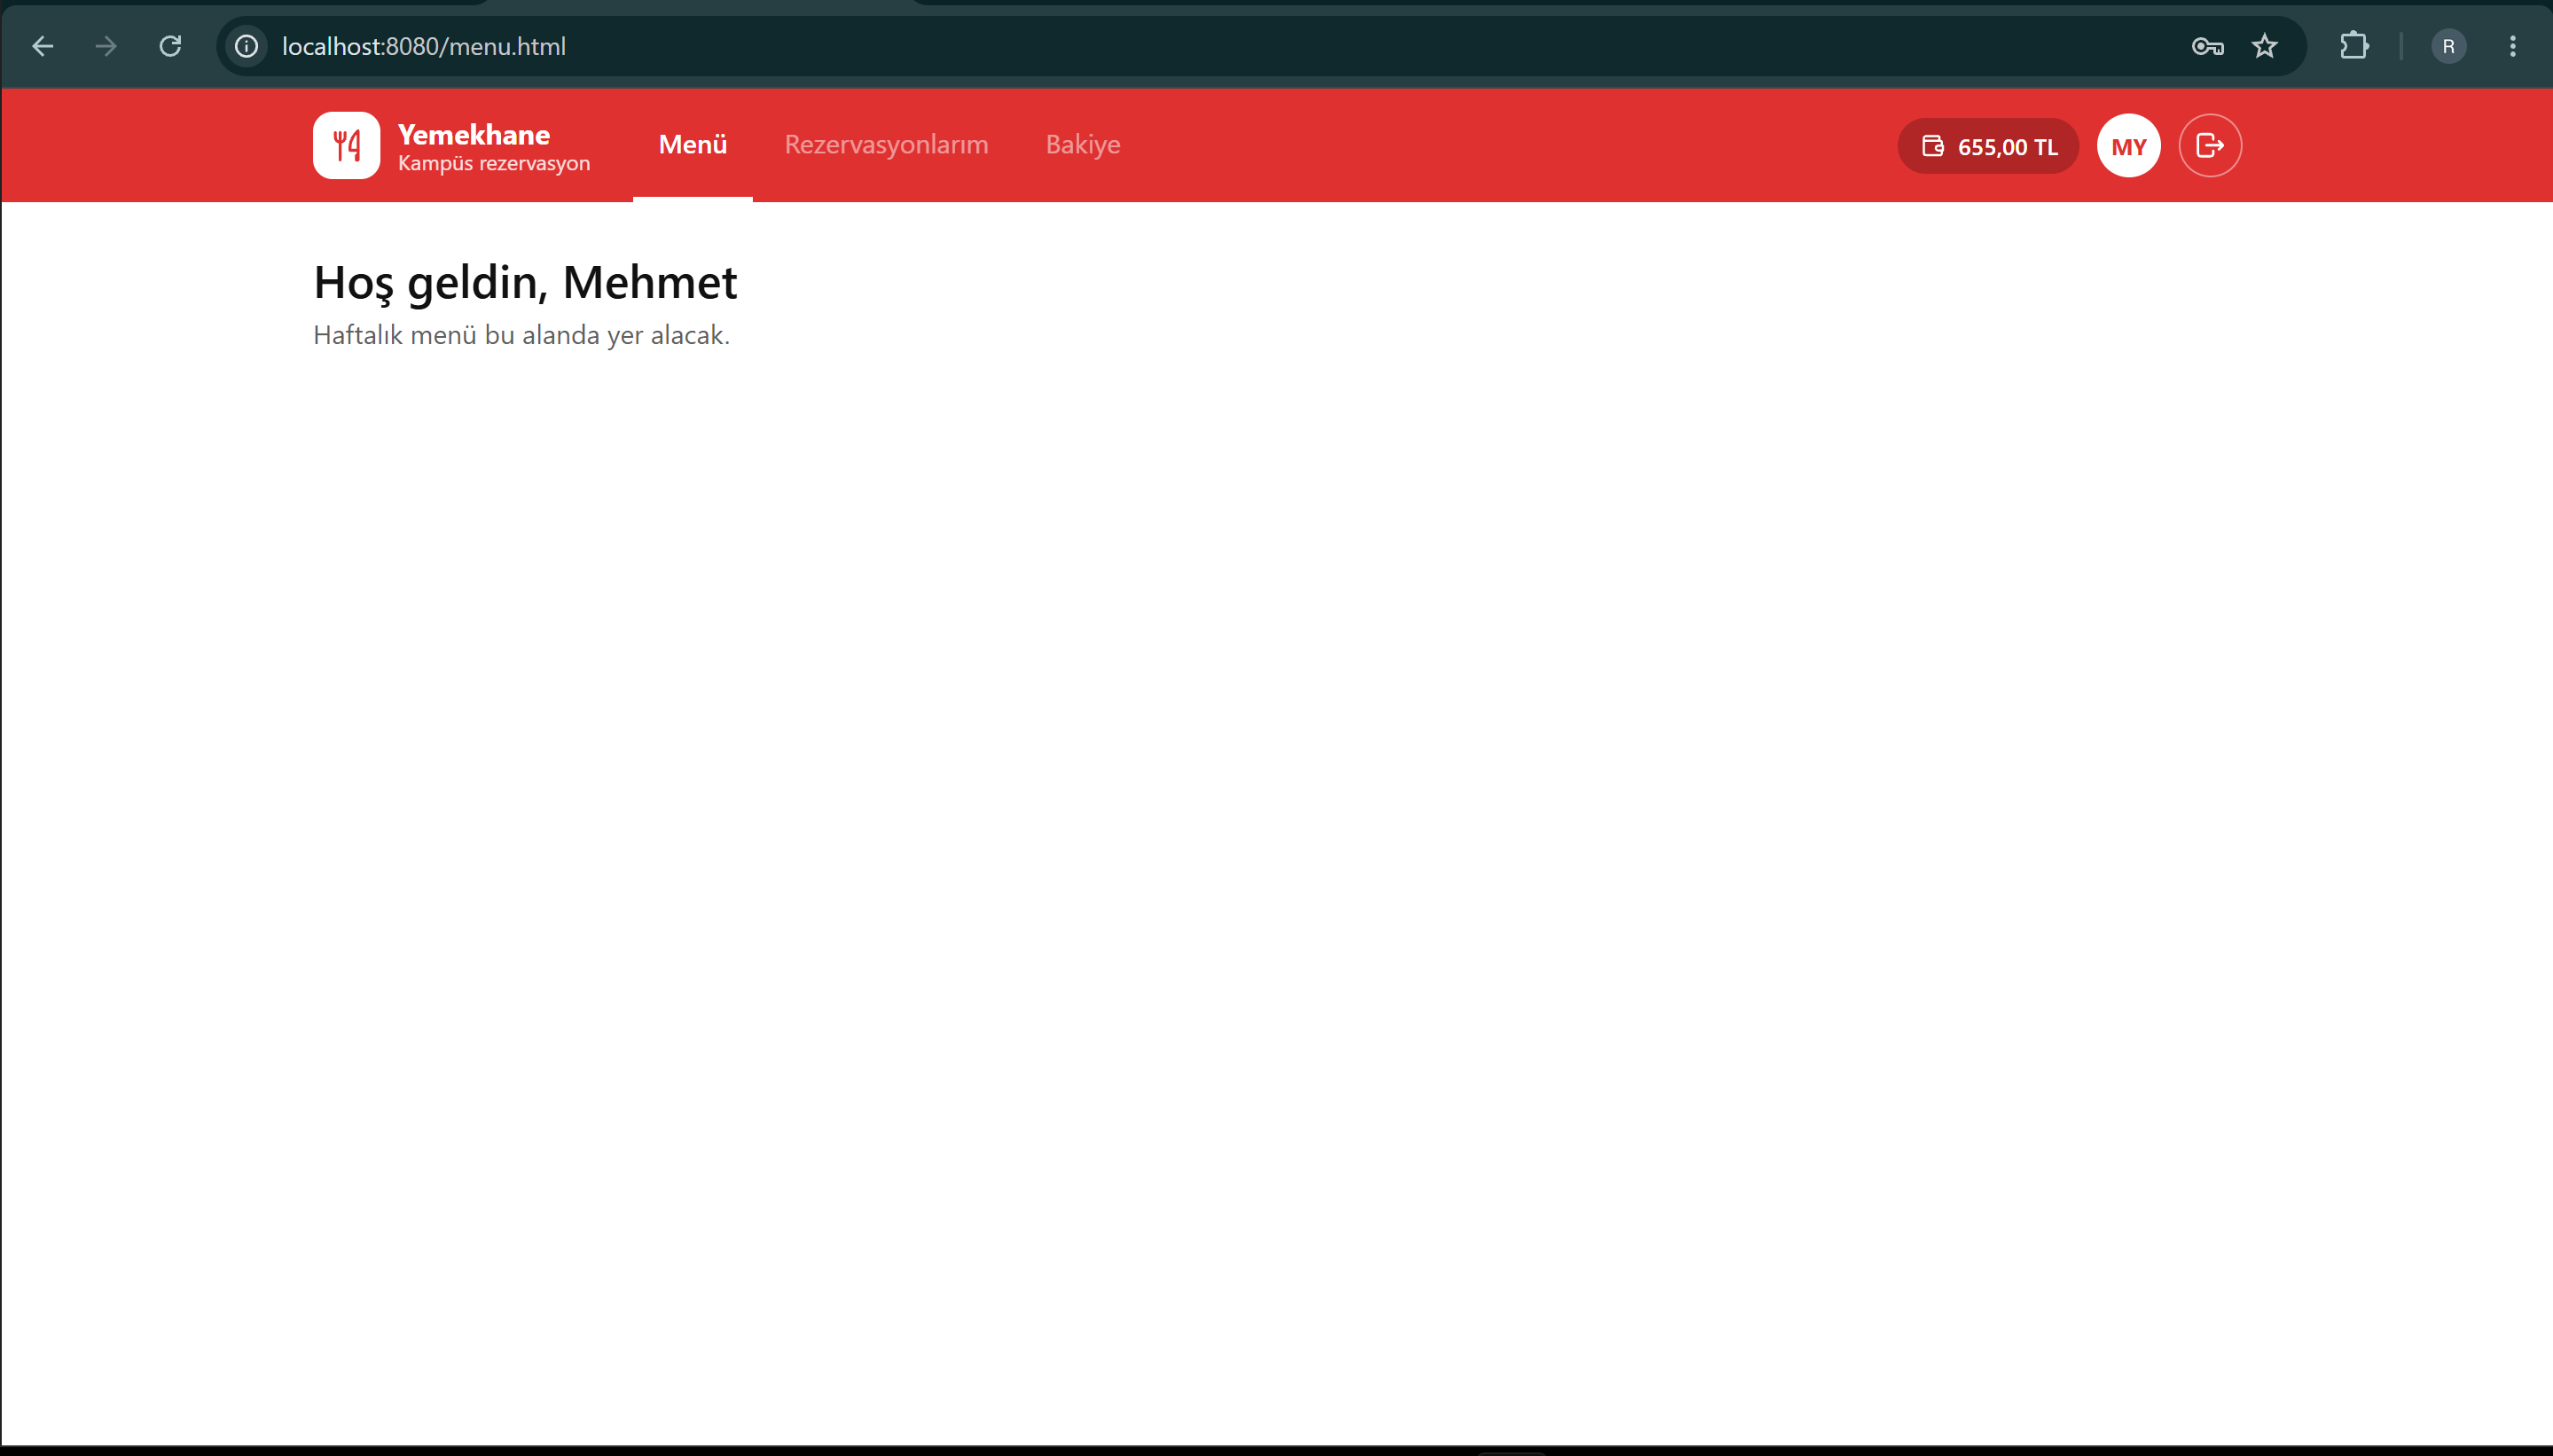 localhost:8080/menu.html
R
Yemekhane
Kampüs rezervasyon
Menü
Rezervasyonlarım
Bakiye
655,00 TL
MY
Hoş geldin, Mehmet
Haftalık menü bu alanda yer alacak.